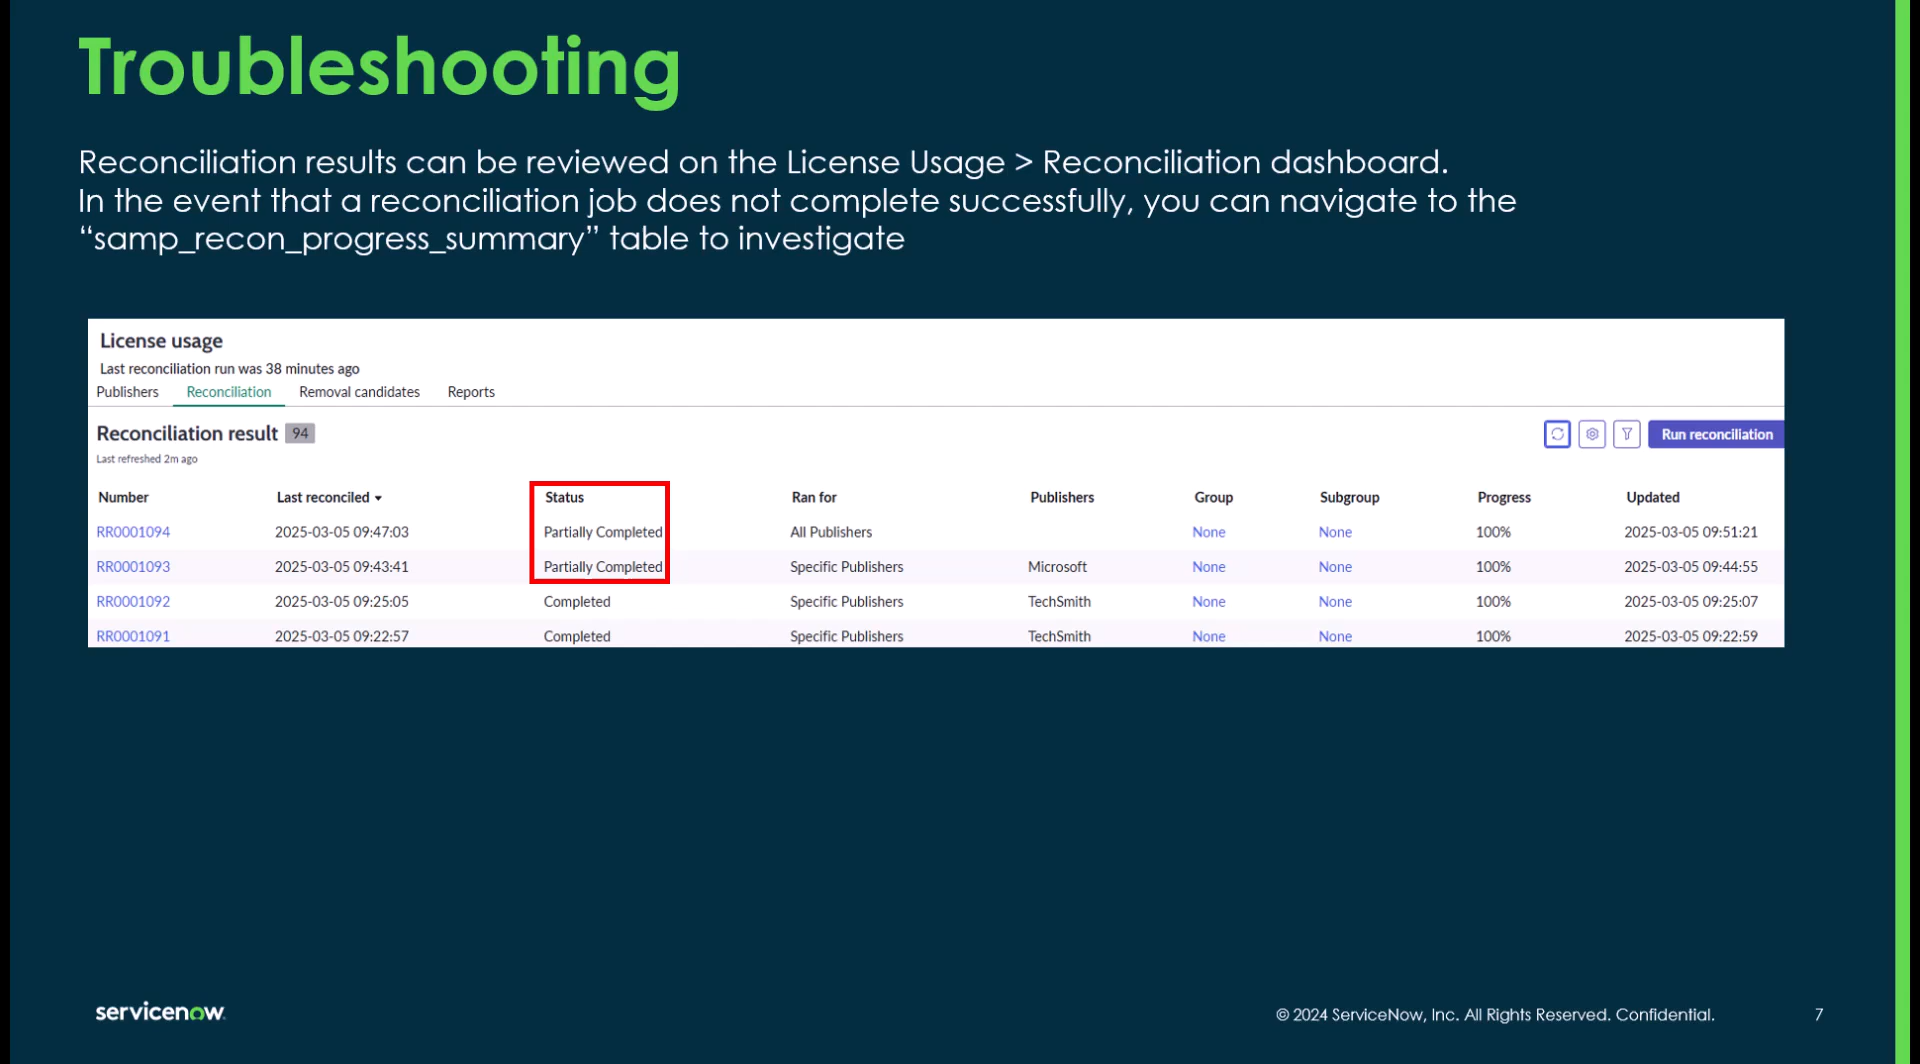 Troubleshooting
Reconciliation results can be reviewed on the License Usage > Reconciliation dashboard.
In the event that a reconciliation job does not complete successfully, you can navigate to the
“samp_recon_progress_summary” table to investigate
License usage
Last reconciliation run was 38 minutes ago
Publishers Reconciliation Removal candidates Reports
Reconciliation result 94
Run reconciliation
Last refreshed 2m ago
Number Last reconciled Status Ran for Publishers Group Subgroup Progress Updated
RR0001094 2025-03-05 09:47:03 Partially Completed All Publishers None None 100% 2025-03-05 09:51:21
RR0001093 2025-03-05 09:43:41 Partially Completed Specific Publishers Microsoft None None 100% 2025-03-05 09:44:55
RR0001092 2025-03-05 09:25:05 Completed Specific Publishers TechSmith None None 100% 2025-03-05 09:25:07
RR0001091 2025-03-05 09:22:57 Completed Specific Publishers TechSmith None None 100% 2025-03-05 09:22:59
servicenow
© 2024 ServiceNow, Inc. All Rights Reserved. Confidential. 7